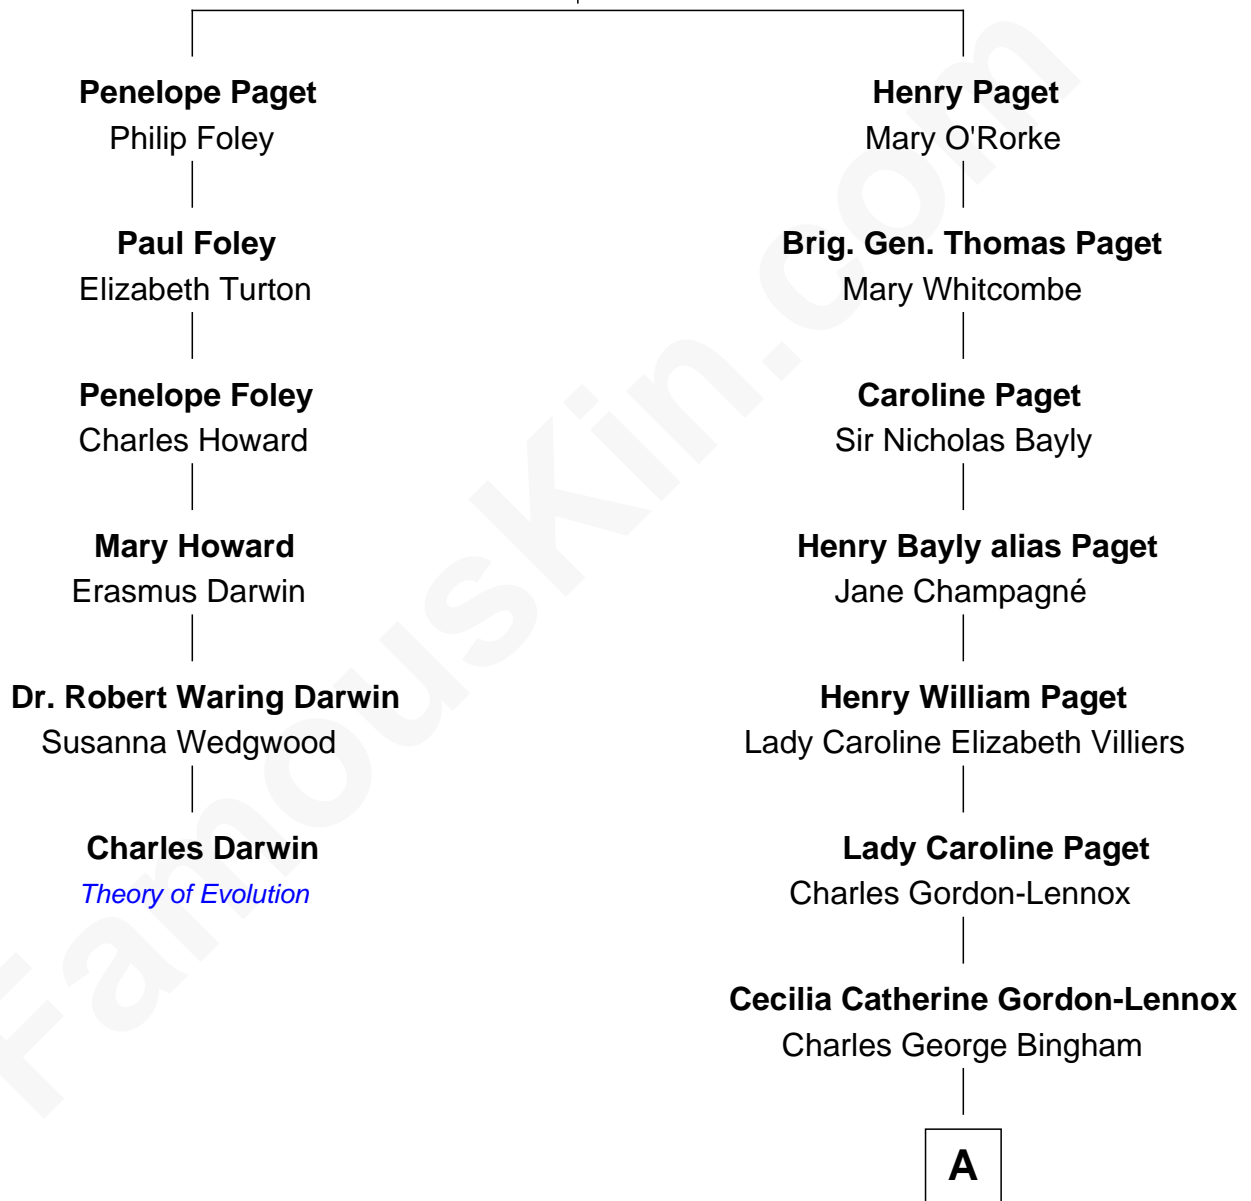 Penelope Paget
Philip Foley
Paul Foley
Elizabeth Turton
Penelope Foley
Charles Howard
Mary Howard
Erasmus Darwin
Dr. Robert Waring Darwin
Susanna Wedgwood
Charles Darwin
Theory of Evolution
Henry Paget
Mary O'Rorke
Brig. Gen. Thomas Paget
Mary Whitcombe
Caroline Paget
Sir Nicholas Bayly
Henry Bayly alias Paget
Jane Champagné
Henry William Paget
Lady Caroline Elizabeth Villiers
Lady Caroline Paget
Charles Gordon-Lennox
Cecilia Catherine Gordon-Lennox
Charles George Bingham
A
FamousKin.com